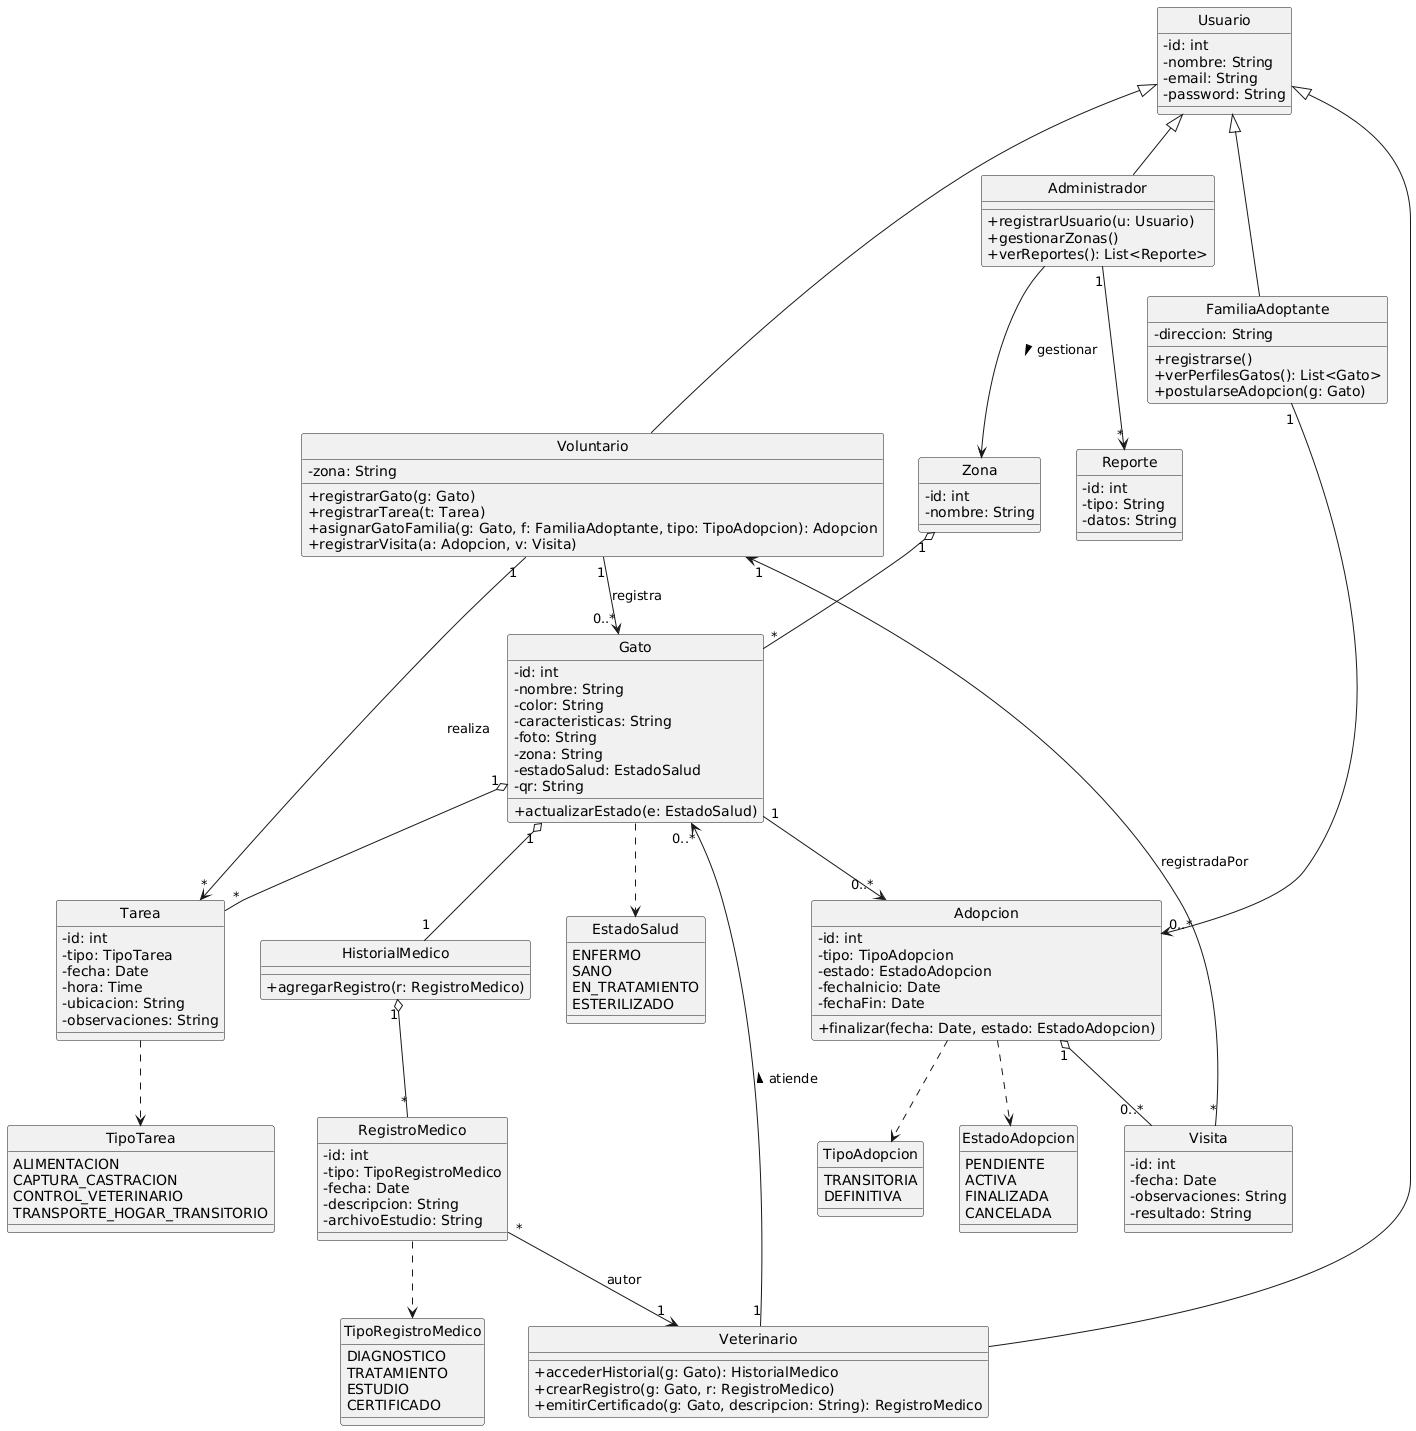 Usuario
-id: int
-nombre: String
-email: String
-password: String
Administrador
+registrarUsuario(u: Usuario)
+gestionarZonas()
+verReportes(): List<Reporte>
1
gestionar
FamiliaAdoptante
-direccion: String
+registrarse()
+verPerfilesGatos(): List<Gato>
+postularseAdopcion(g: Gato)
1
*
Voluntario
-zona: String
+registrarGato(g: Gato)
+registrarTarea(t: Tarea)
+asignarGatoFamilia(g: Gato, f: FamiliaAdoptante, tipo: TipoAdopcion): Adopcion
+registrarVisita(a: Adopcion, v: Visita)
Zona
-id: int
-nombre: String
Reporte
-id: int
-tipo: String
-datos: String
1
1
1
1
registra
0..*
*
Gato
-id: int
-nombre: String
-color: String
-caracteristicas: String
-foto: String
-zona: String
-estadoSalud: EstadoSalud
-qr: String
+actualizarEstado(e: EstadoSalud)
realiza
1
1
0..*
1
registradaPor
*
*
1
0..*
0..*
Tarea
-id: int
-tipo: TipoTarea
-fecha: Date
-hora: Time
-ubicacion: String
-observaciones: String
HistorialMedico
+agregarRegistro(r: RegistroMedico)
1
EstadoSalud
ENFERMO
SANO
EN_TRATAMIENTO
ESTERILIZADO
Adopcion
-id: int
-tipo: TipoAdopcion
-estado: EstadoAdopcion
-fechaInicio: Date
-fechaFin: Date
+finalizar(fecha: Date, estado: EstadoAdopcion)
1
atiende
*
0..*
*
TipoTarea
ALIMENTACION
CAPTURA_CASTRACION
CONTROL_VETERINARIO
TRANSPORTE_HOGAR_TRANSITORIO
RegistroMedico
-id: int
-tipo: TipoRegistroMedico
-fecha: Date
-descripcion: String
-archivoEstudio: String
TipoAdopcion
TRANSITORIA
DEFINITIVA
EstadoAdopcion
PENDIENTE
ACTIVA
FINALIZADA
CANCELADA
Visita
-id: int
-fecha: Date
-observaciones: String
-resultado: String
*
autor
1
1
TipoRegistroMedico
DIAGNOSTICO
TRATAMIENTO
ESTUDIO
CERTIFICADO
Veterinario
+accederHistorial(g: Gato): HistorialMedico
+crearRegistro(g: Gato, r: RegistroMedico)
+emitirCertificado(g: Gato, descripcion: String): RegistroMedico